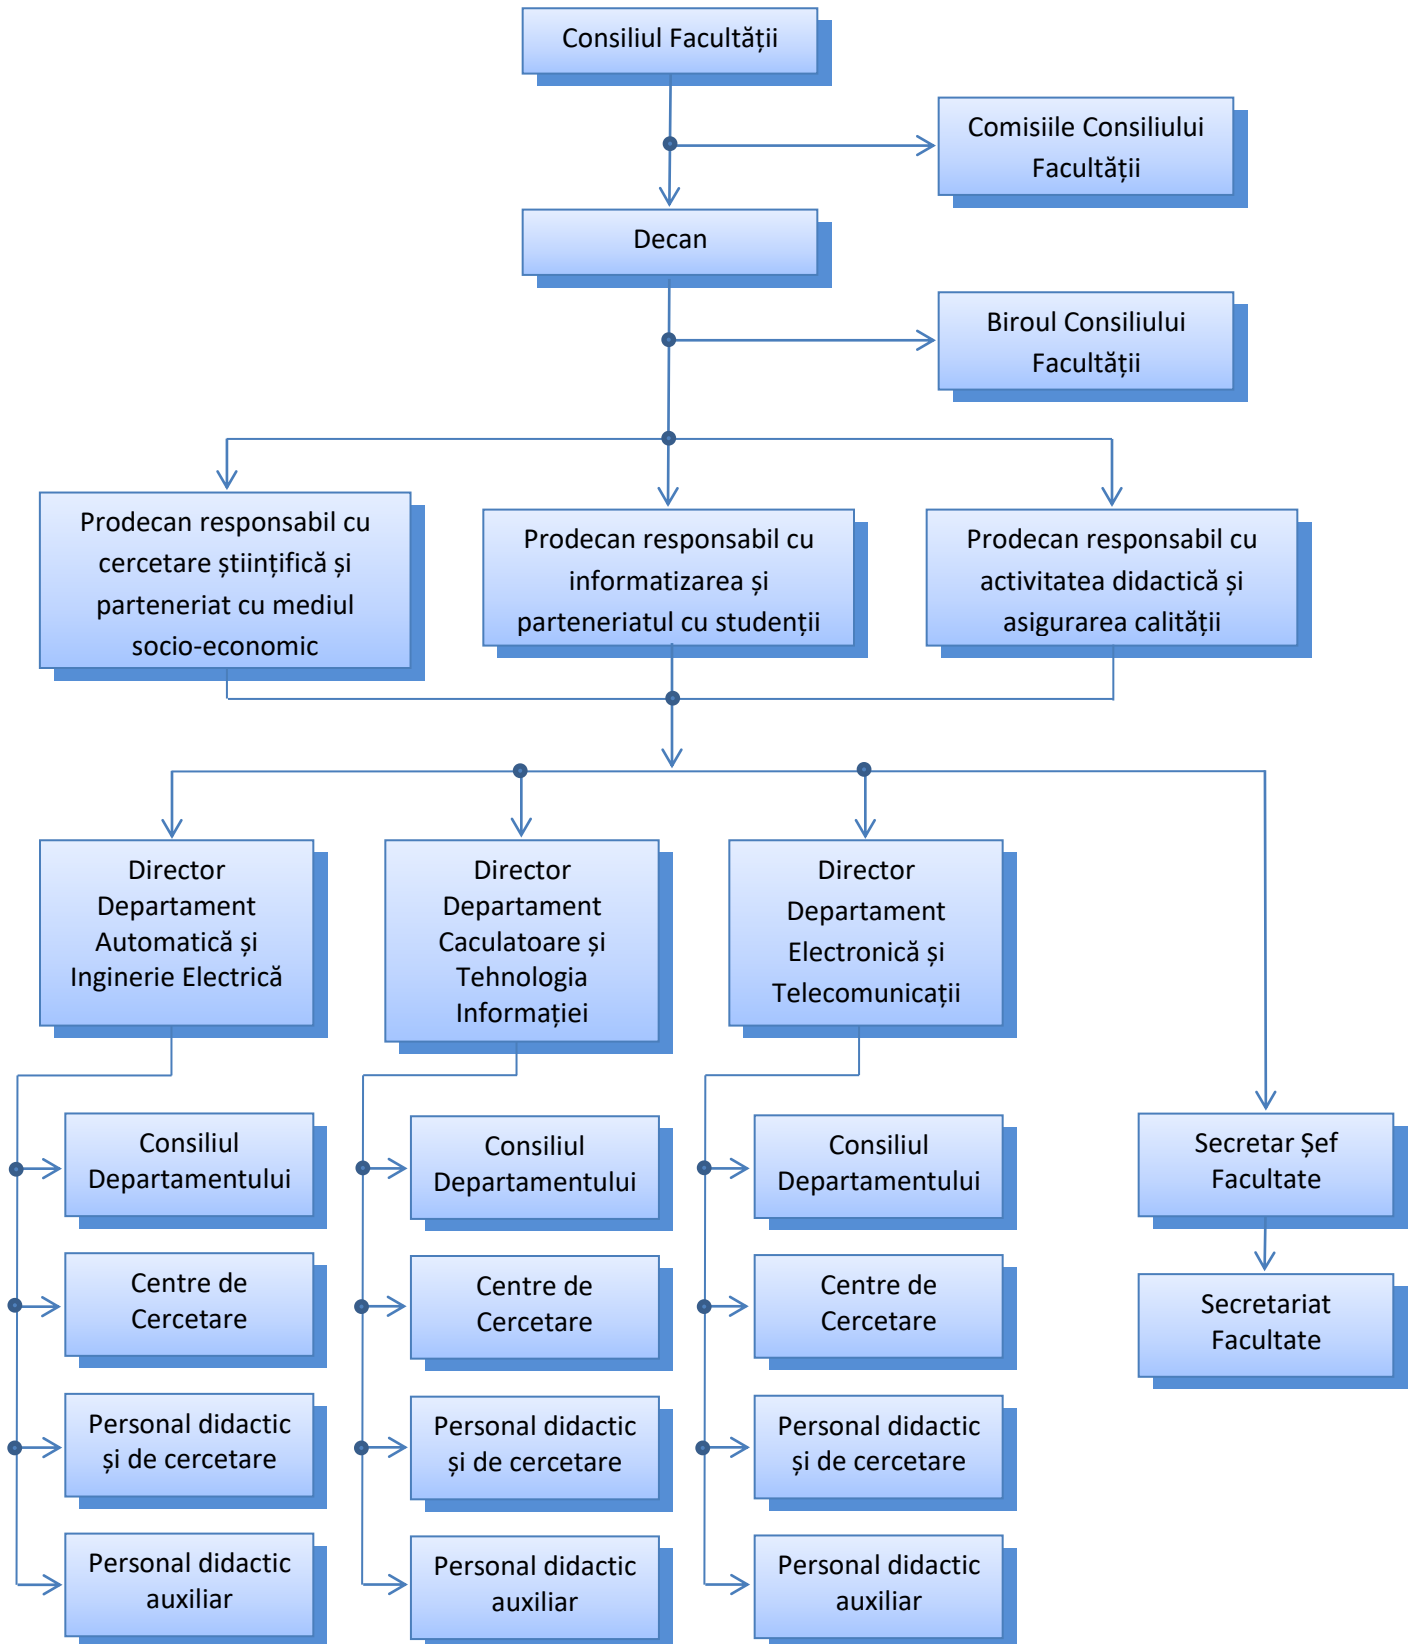 Consiliul Facultății
Comisiile Consiliului
Facultății
Decan
Biroul Consiliului
Facultății
Prodecan responsabil cu
cercetare științifică și
parteneriat cu mediul
socio-economic
Prodecan responsabil cu
informatizarea și
parteneriatul cu studenții
Prodecan responsabil cu
activitatea didactică și
asigurarea calității
Director
Departament
Automatică și
Inginerie Electrică
Director
Departament
Caculatoare și
Tehnologia
Informației
Director
Departament
Electronică și
Telecomunicații
Consiliul
Departamentului
Consiliul
Departamentului
Consiliul
Departamentului
Secretar Șef
Facultate
Centre de
Cercetare
Centre de
Cercetare
Centre de
Cercetare
Secretariat
Facultate
Personal didactic
și de cercetare
Personal didactic
și de cercetare
Personal didactic
și de cercetare
Personal didactic
auxiliar
Personal didactic
auxiliar
Personal didactic
auxiliar